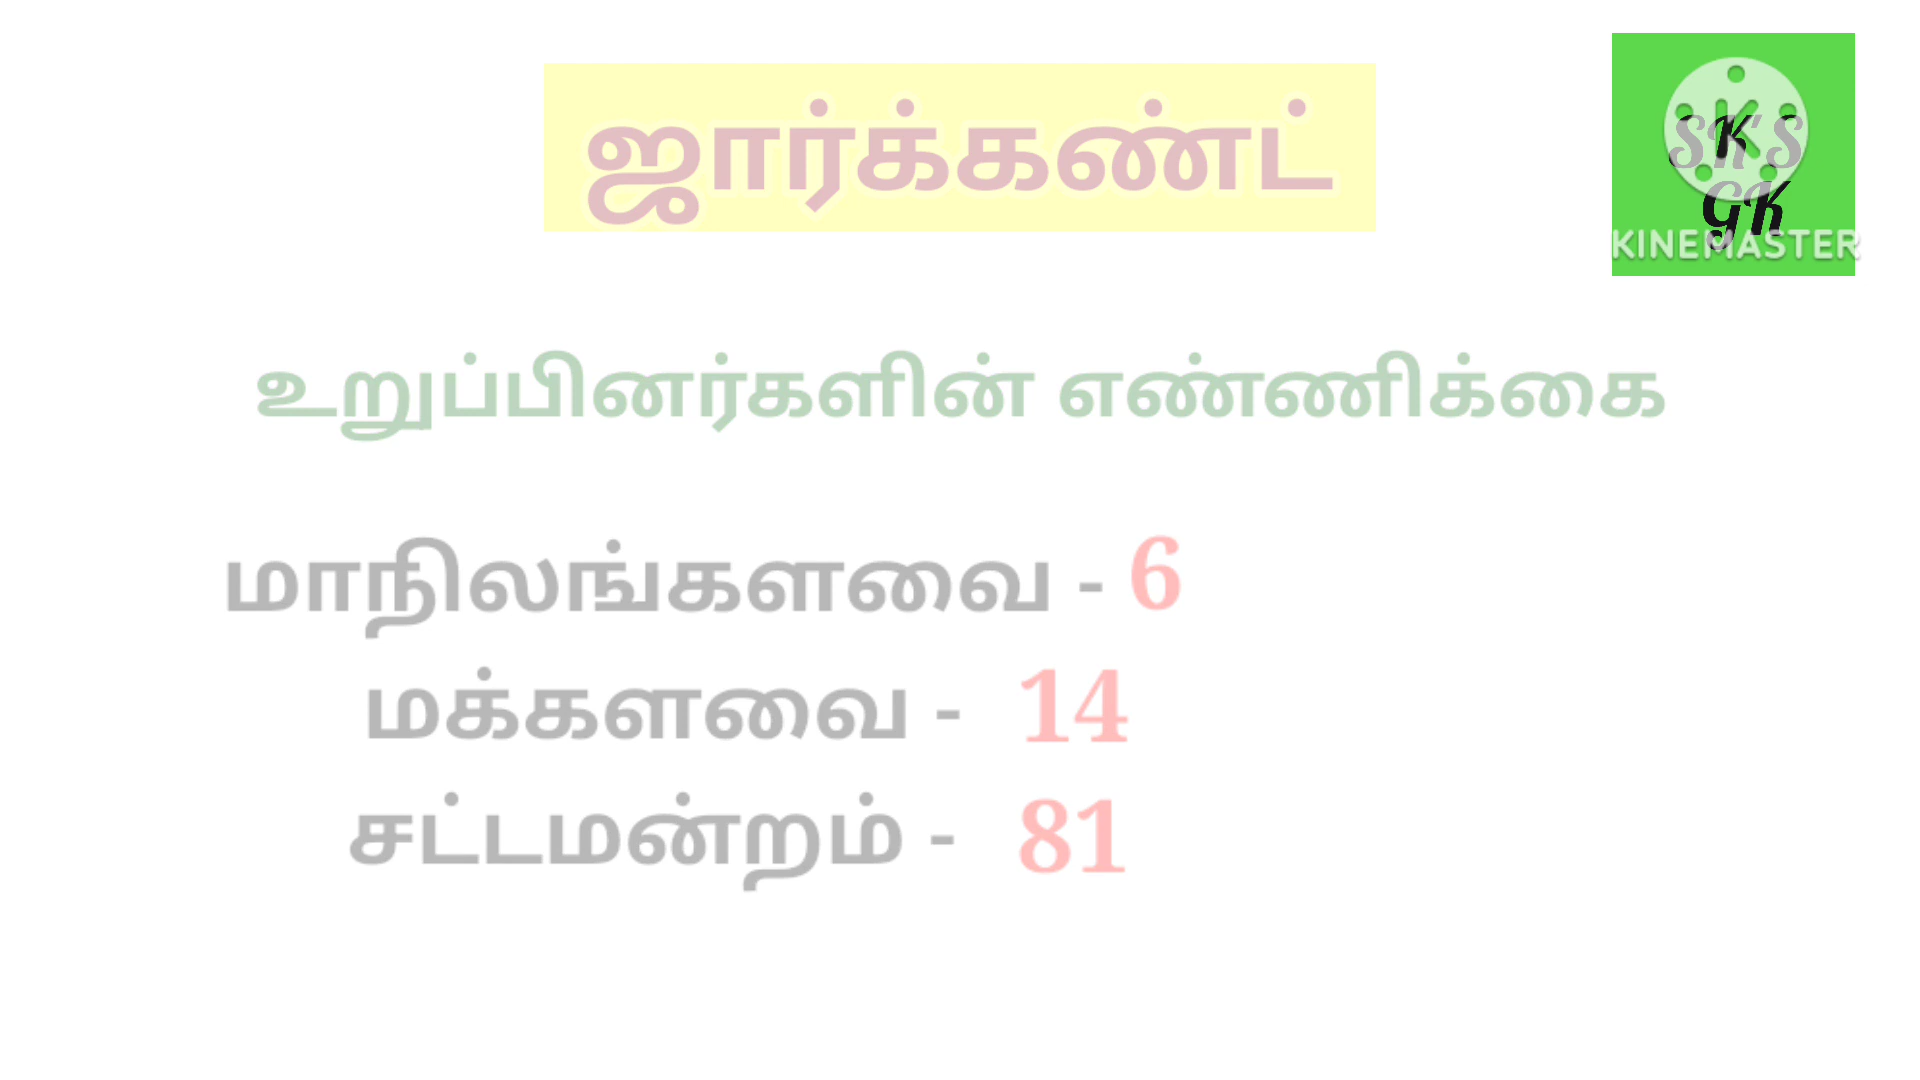 ஜார்க்கண்ட்
SKS
GK
KINEMASTER
உறுப்பினர்களின் எண்ணிக்கை
மாநிலங்களவை - 6
மக்களவை - 14
சட்டமன்றம் - 81